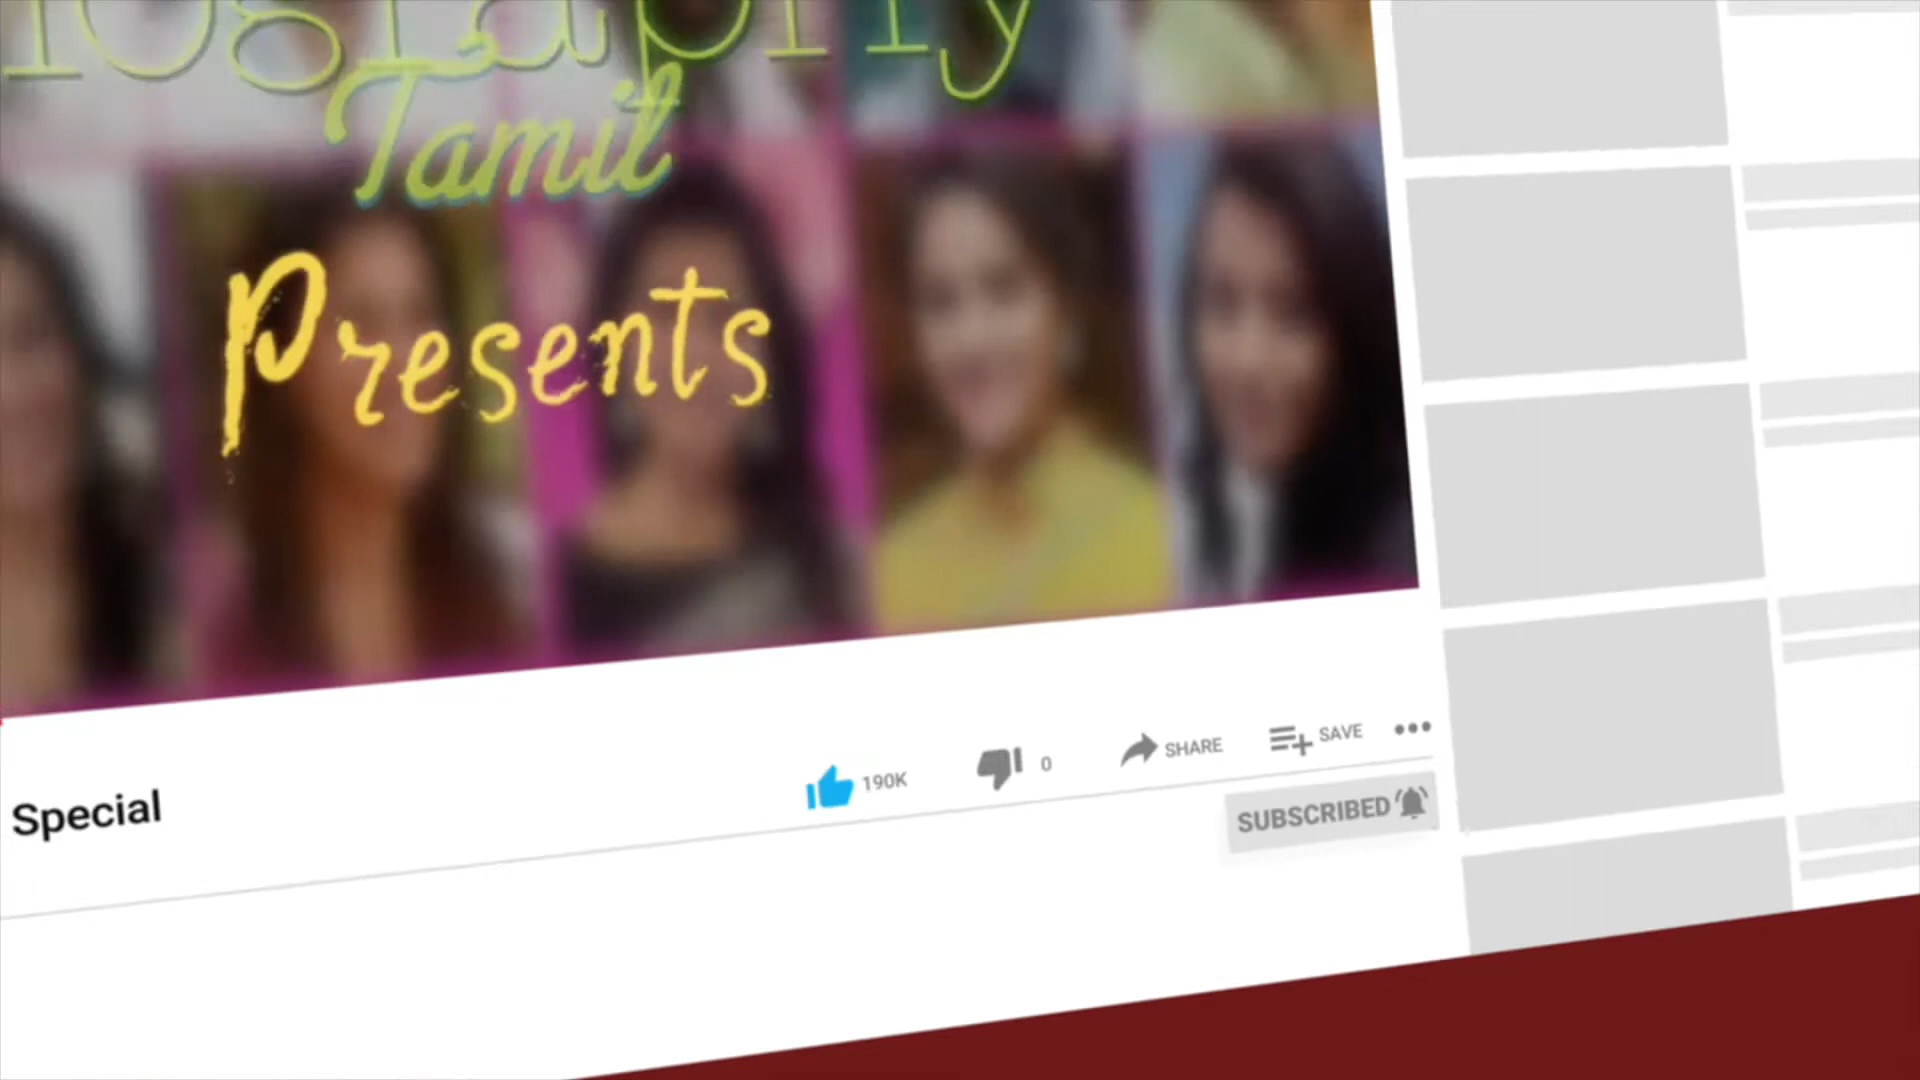 Tamil
Presents
Special
190K
0
SHARE
SAVE
SUBSCRIBED